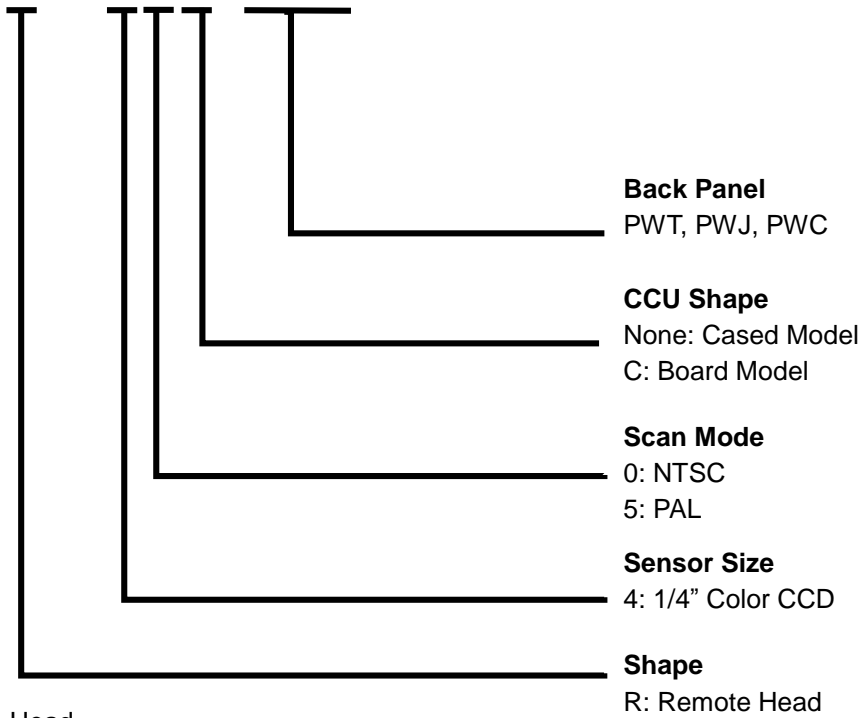 Back Panel
PWT, PWJ, PWC
CCU Shape
None: Cased Model
C: Board Model
Scan Mode
0: NTSC
5: PAL
Sensor Size
4: 1/4” Color CCD
Shape
R: Remote Head
Head